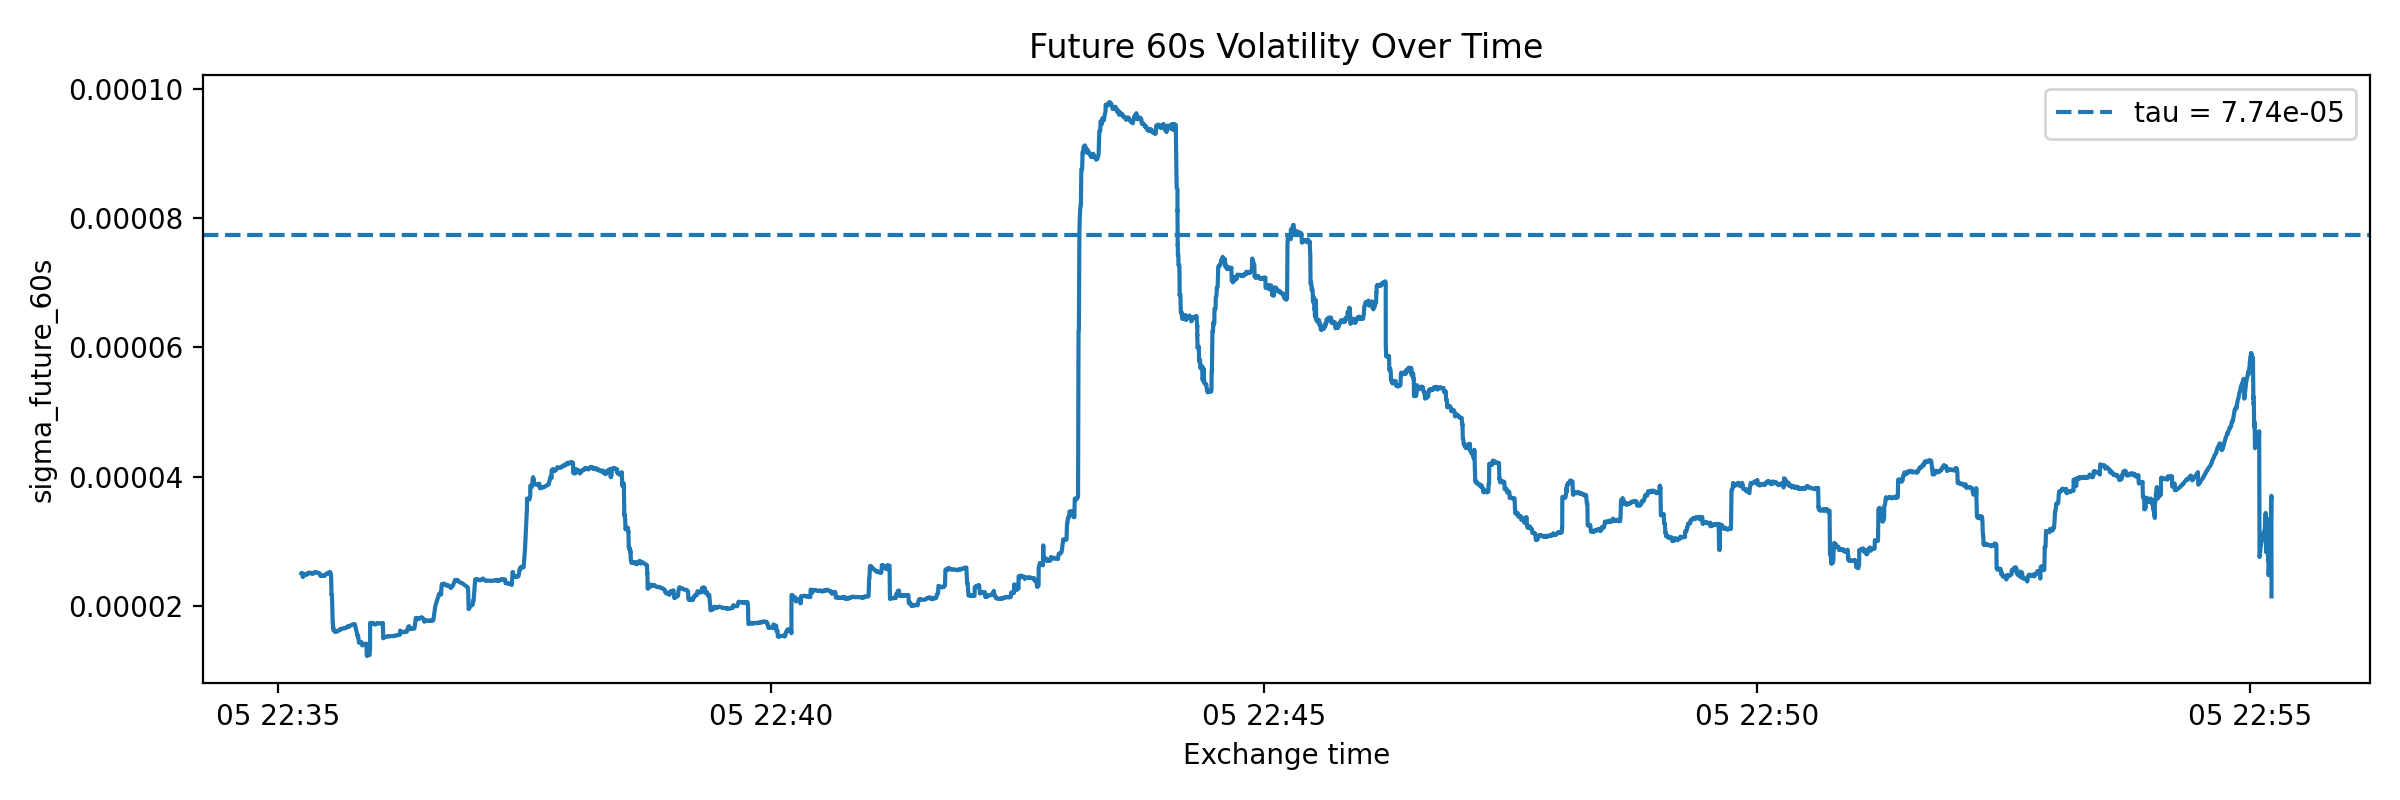 Future 60s Volatility Over Time
tau = 7.74e-05
sigma_future_60s
0.00010
0.00008
0.00006
0.00004
0.00002
05 22:35
05 22:40
05 22:45
05 22:50
05 22:55
Exchange time